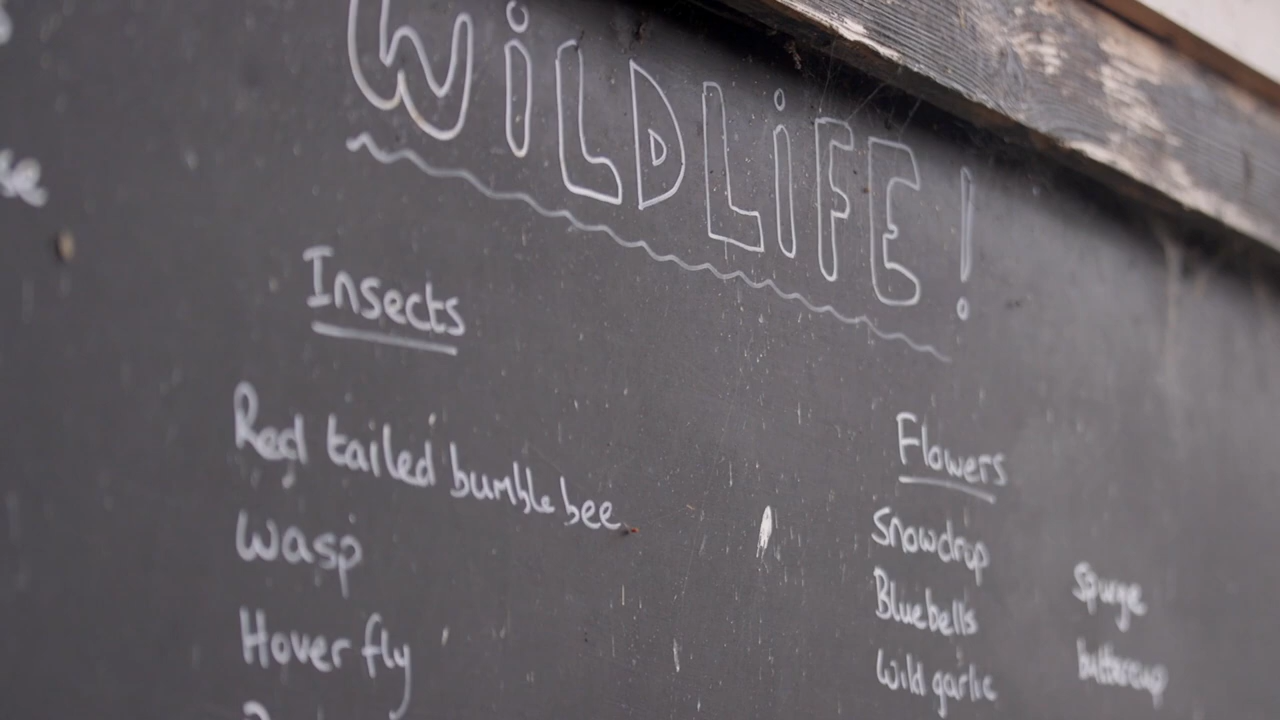 WiLDLiFE!
Insects
Red tailed bumble bee
Wasp
Hover fly
Flowers
Snowdrop
Bluebells
Wild garlic
Spurge
buttercup